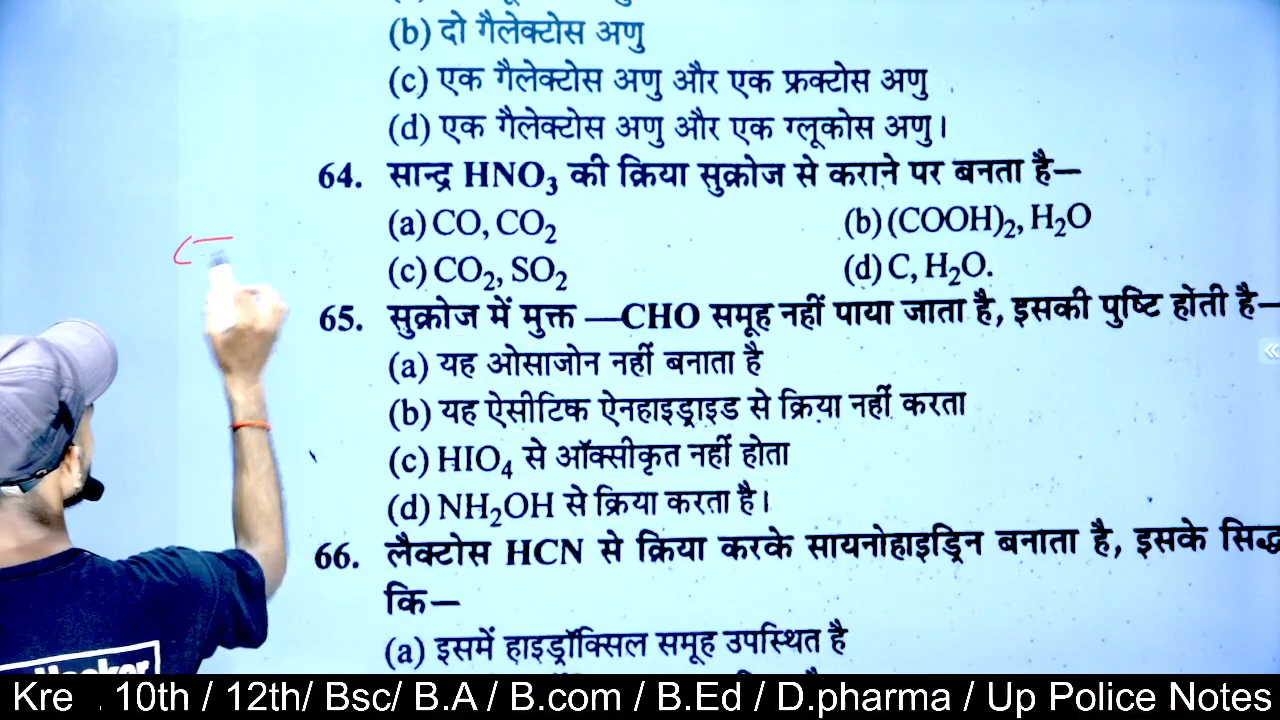 (b) दो गैलेक्टोस अणु
(c) एक गैलेक्टोस अणु और एक फ्रक्टोस अणु
(d) एक गैलेक्टोस अणु और एक ग्लूकोस अणु।
64. सान्द्र HNO₃ की क्रिया सुक्रोज से कराने पर बनता है—
(a) CO, CO₂ (b) (COOH)₂, H₂O
(c) CO₂, SO₂ (d) C, H₂O.
65. सुक्रोज में मुक्त —CHO समूह नहीं पाया जाता है, इसकी पुष्टि होती है—
(a) यह ओसाजोन नहीं बनाता है
(b) यह ऐसीटिक ऐनहाइड्राइड से क्रिया नहीं करता
(c) HIO₄ से ऑक्सीकृत नहीं होता
(d) NH₂OH से क्रिया करता है।
66. लैक्टोस HCN से क्रिया करके सायनोहाइड्रिन बनाता है, इसके सिद्ध
कि—
(a) इसमें हाइड्रॉक्सिल समूह उपस्थित है
Kre . 10th / 12th/ Bsc/ B.A / B.com / B.Ed / D.pharma / Up Police Notes